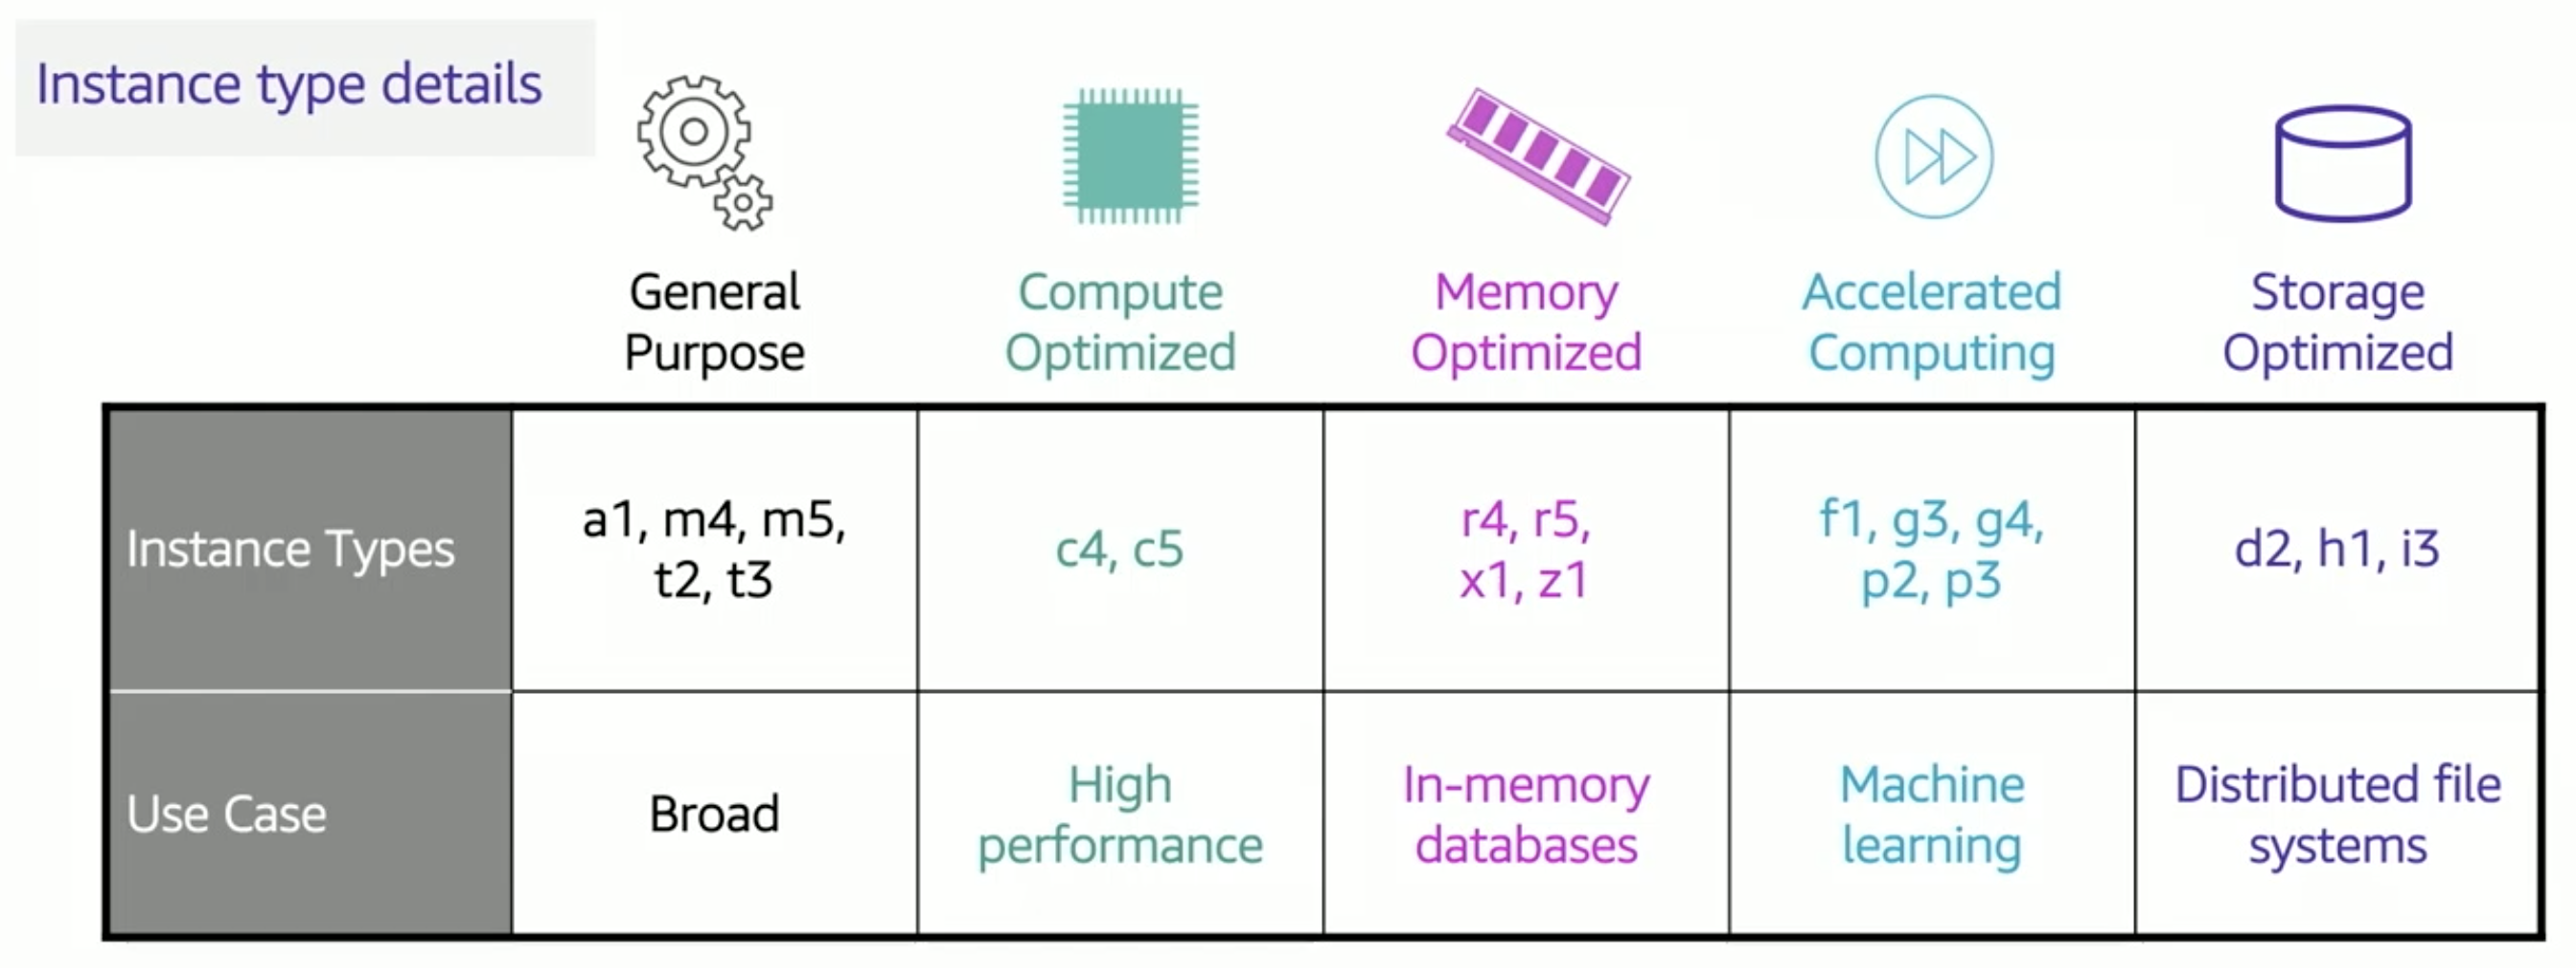 Instance type details
General
Purpose
Compute
Optimized
Memory
Optimized
Accelerated
Computing
Storage
Optimized
Instance Types
a1, m4, m5,
t2, t3
c4, c5
r4, r5,
x1, z1
f1, g3, g4,
p2, p3
d2, h1, i3
Use Case
Broad
High
performance
In-memory
databases
Machine
learning
Distributed file
systems